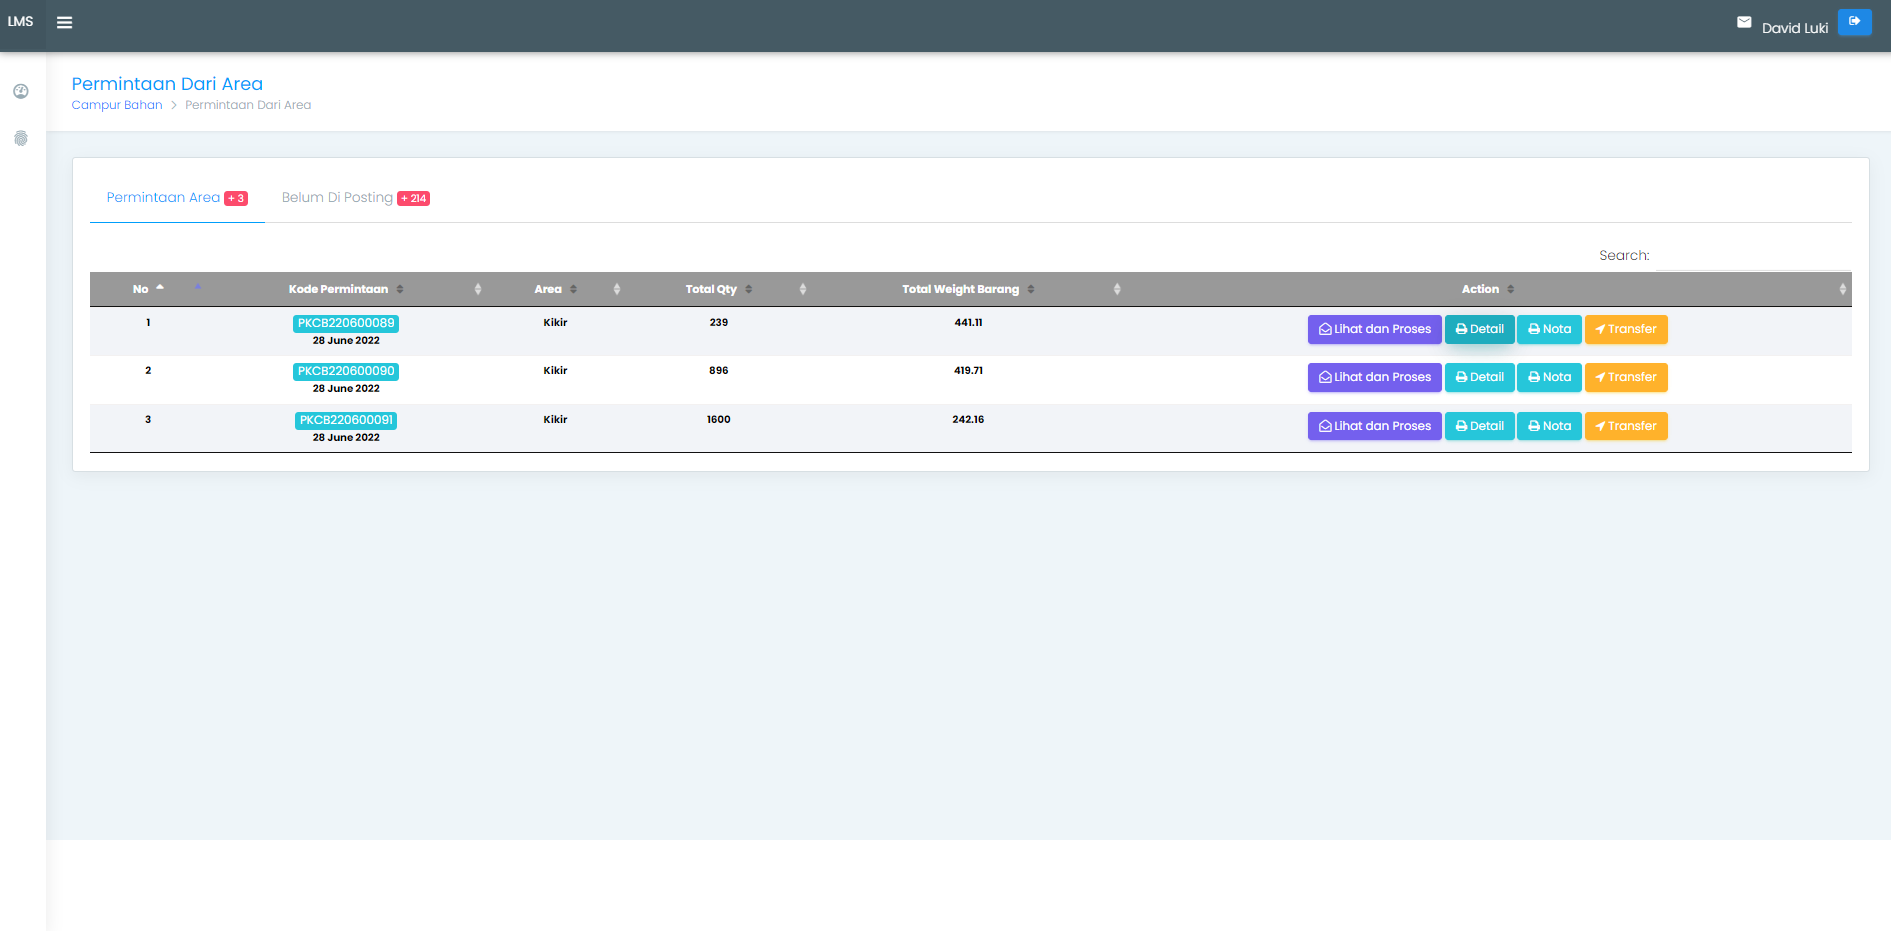 LMS
David Luki
Permintaan Dari Area
Campur Bahan > Permintaan Dari Area
Permintaan Area + 3 Belum Di Posting + 214
Search:
No Kode Permintaan Area Total Qty Total Weight Barang Action
1 PKCB220600089 Kikir 239 441.11 Lihat dan Proses Detail Nota Transfer
28 June 2022
2 PKCB220600090 Kikir 896 419.71 Lihat dan Proses Detail Nota Transfer
28 June 2022
3 PKCB220600091 Kikir 1600 242.16 Lihat dan Proses Detail Nota Transfer
28 June 2022